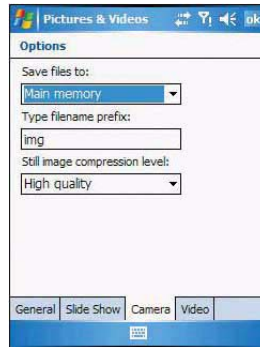 Pictures & Videos ok
Options
Save files to:
Main memory
Type filename prefix:
img
Still image compression level:
High quality
General Slide Show Camera Video